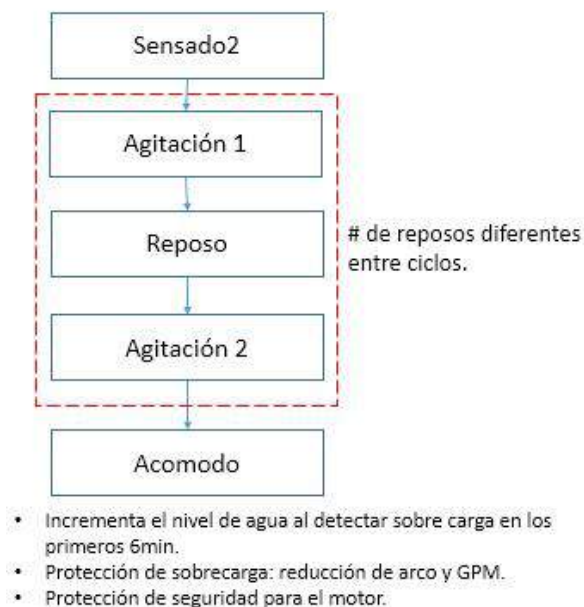 Sensado2
Agitación 1
Reposo
# de reposos diferentes
entre ciclos.
Agitación 2
Acomodo
• Incrementa el nivel de agua al detectar sobre carga en los
primeros 6min.
• Protección de sobrecarga: reducción de arco y GPM.
• Protección de seguridad para el motor.